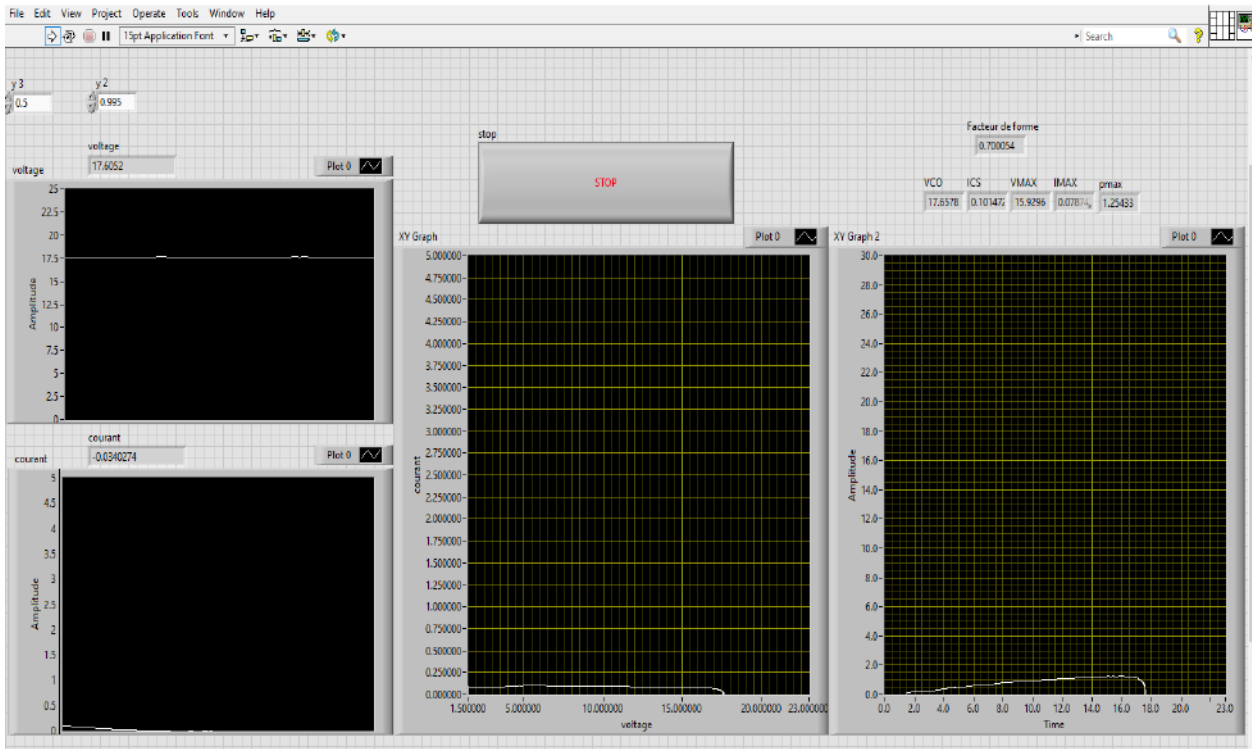 File Edit View Project Operate Tools Window Help
15pt Application Font
Search
y 3
0.5
y 2
0.995
voltage
17.6052
voltage
Plot 0
25
22.5
20
17.5
15
12.5
10
7.5
5
2.5
0
Amplitude
courant
-0.0340274
courant
Plot 0
5
4.5
4
3.5
3
2.5
2
1.5
1
0.5
0
Amplitude
stop
STOP
XY Graph
Plot 0
5.000000
4.750000
4.500000
4.250000
4.000000
3.750000
3.500000
3.250000
3.000000
2.750000
2.500000
2.250000
2.000000
1.750000
1.500000
1.250000
1.000000
0.750000
0.500000
0.250000
0.000000
courant
1.500000 5.000000 10.000000 15.000000 20.000000 23.000000
voltage
Facteur de forme
0.700054
VCO ICS VMAX IMAX pmax
17.6578 0.101472 15.9296 0.07874 1.25433
XY Graph 2
Plot 0
30.0
28.0
26.0
24.0
22.0
20.0
18.0
16.0
14.0
12.0
10.0
8.0
6.0
4.0
2.0
0.0
Amplitude
0.0 2.0 4.0 6.0 8.0 10.0 12.0 14.0 16.0 18.0 20.0 23.0
Time